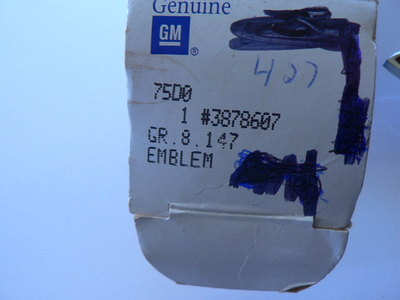 Genuine
GM ®
427
75D0
1 #3878607
GR.8.147
EMBLEM